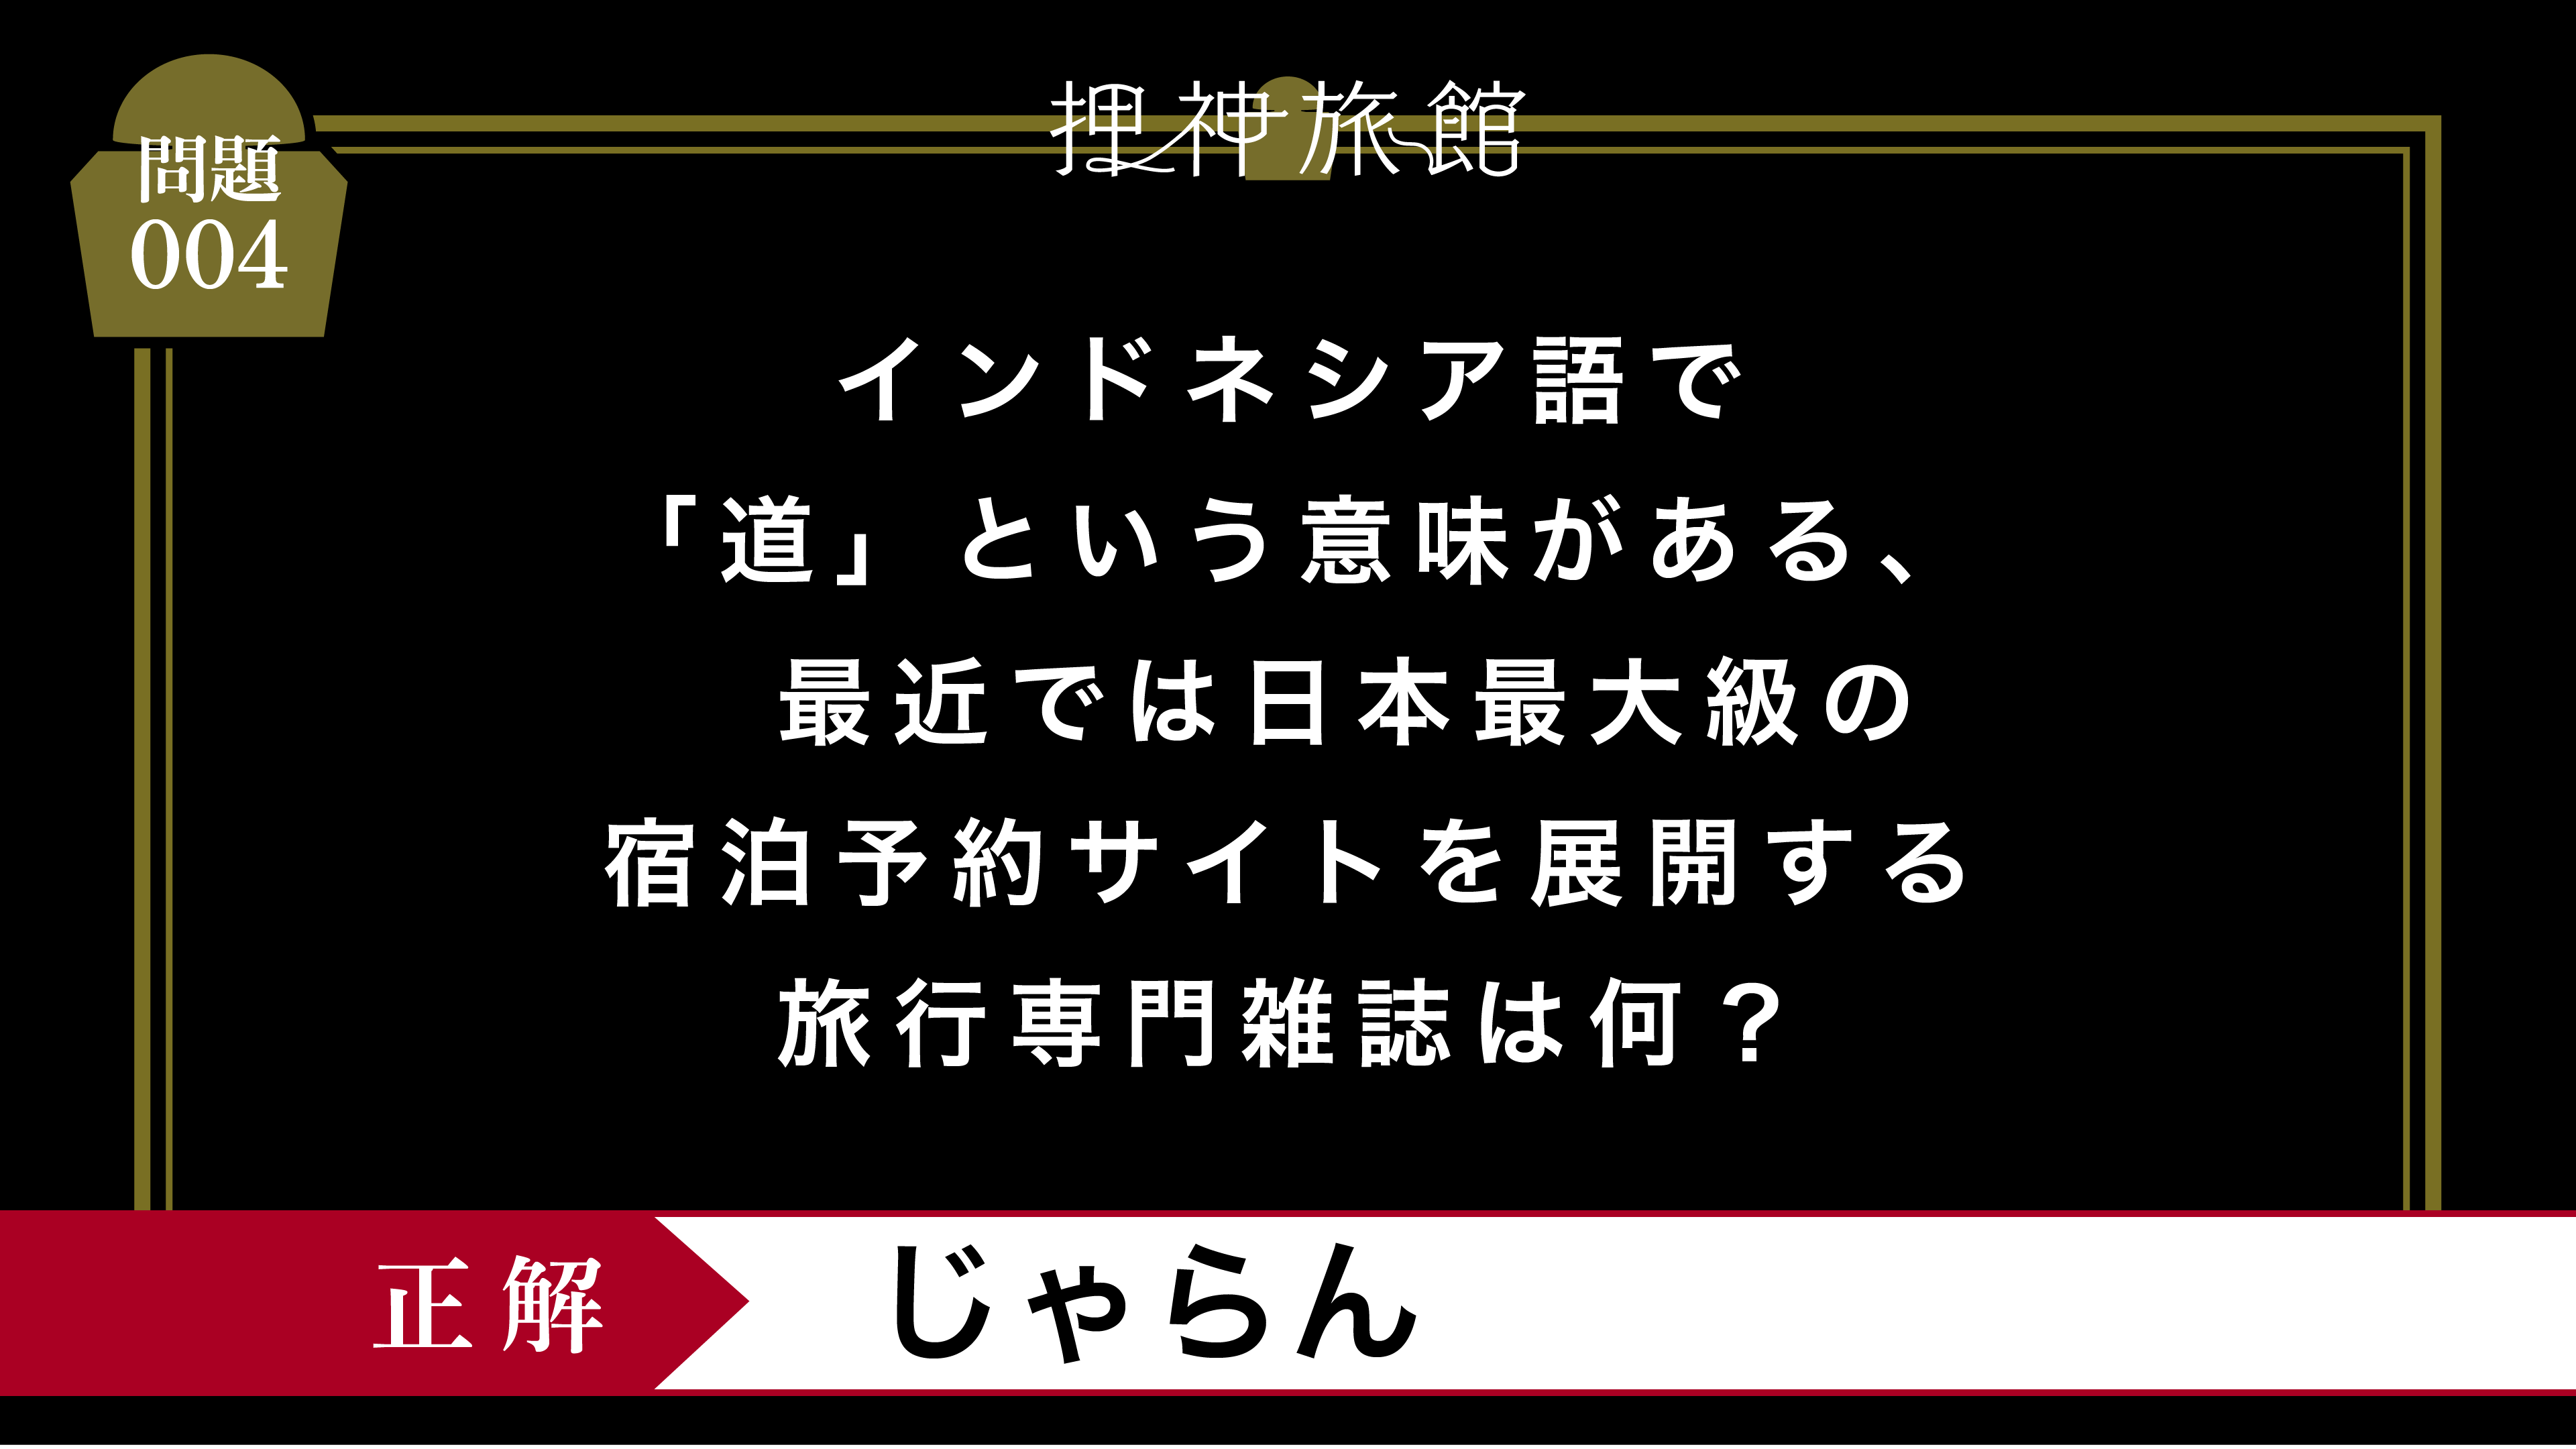 押神旅館
問題
004
インドネシア語で
「道」という意味がある、
最近では日本最大級の
宿泊予約サイトを展開する
旅行専門雑誌は何?
正解
じゃらん